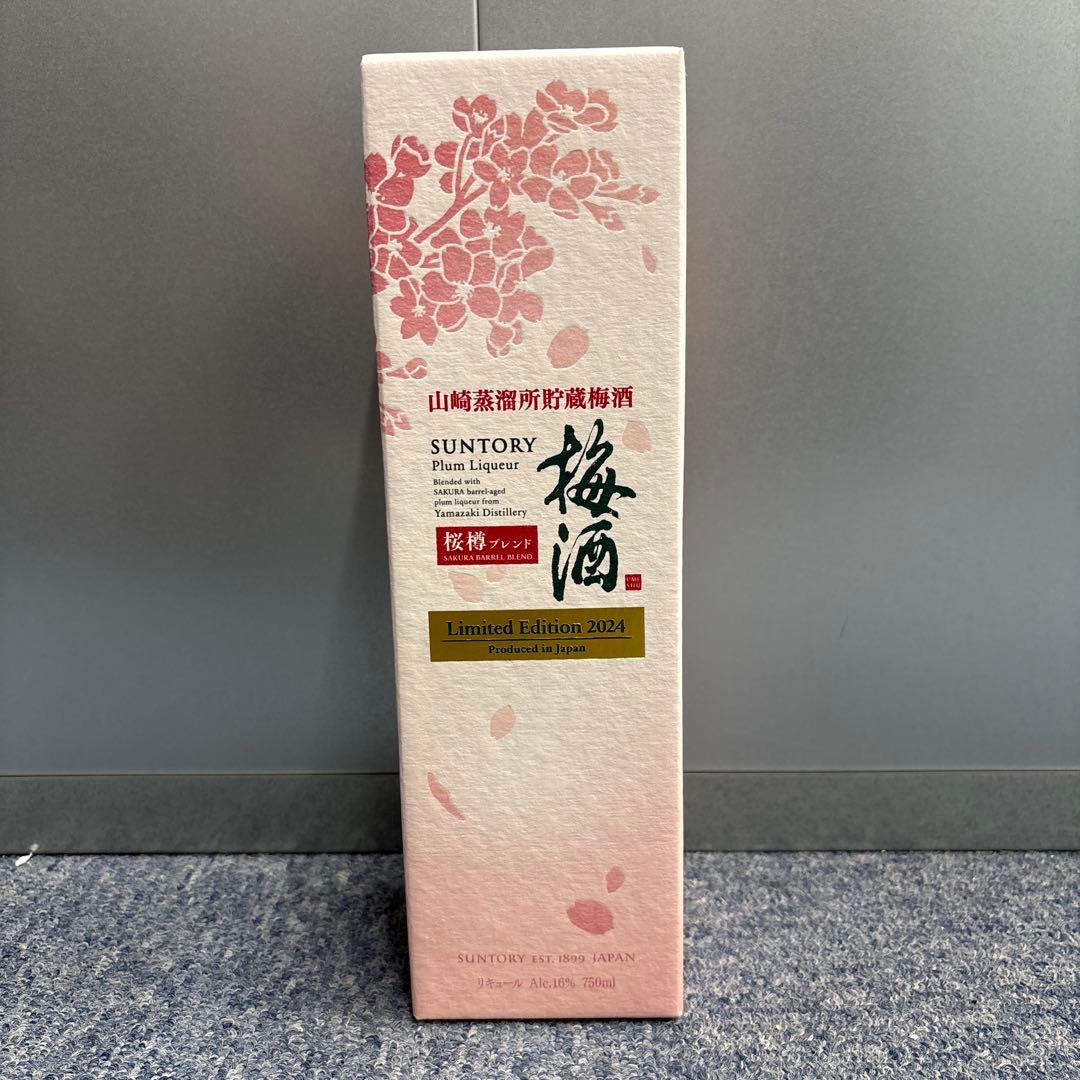 山崎蒸溜所貯蔵梅酒
SUNTORY
Plum Liqueur
Blended with
SAKURA barrel-aged
plum liqueur from
Yamazaki Distillery
桜樽ブレンド
SAKURA BARREL BLEND
梅酒
UME
SHU
Limited Edition 2024
Produced in Japan
SUNTORY EST. 1899 JAPAN
リキュール Alc.16% 750ml